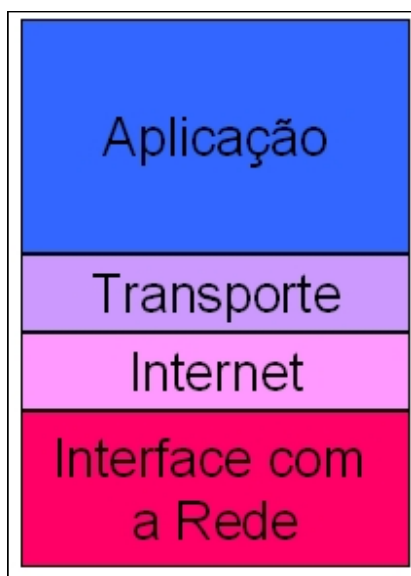 Aplicação
Transporte
Internet
Interface com
a Rede